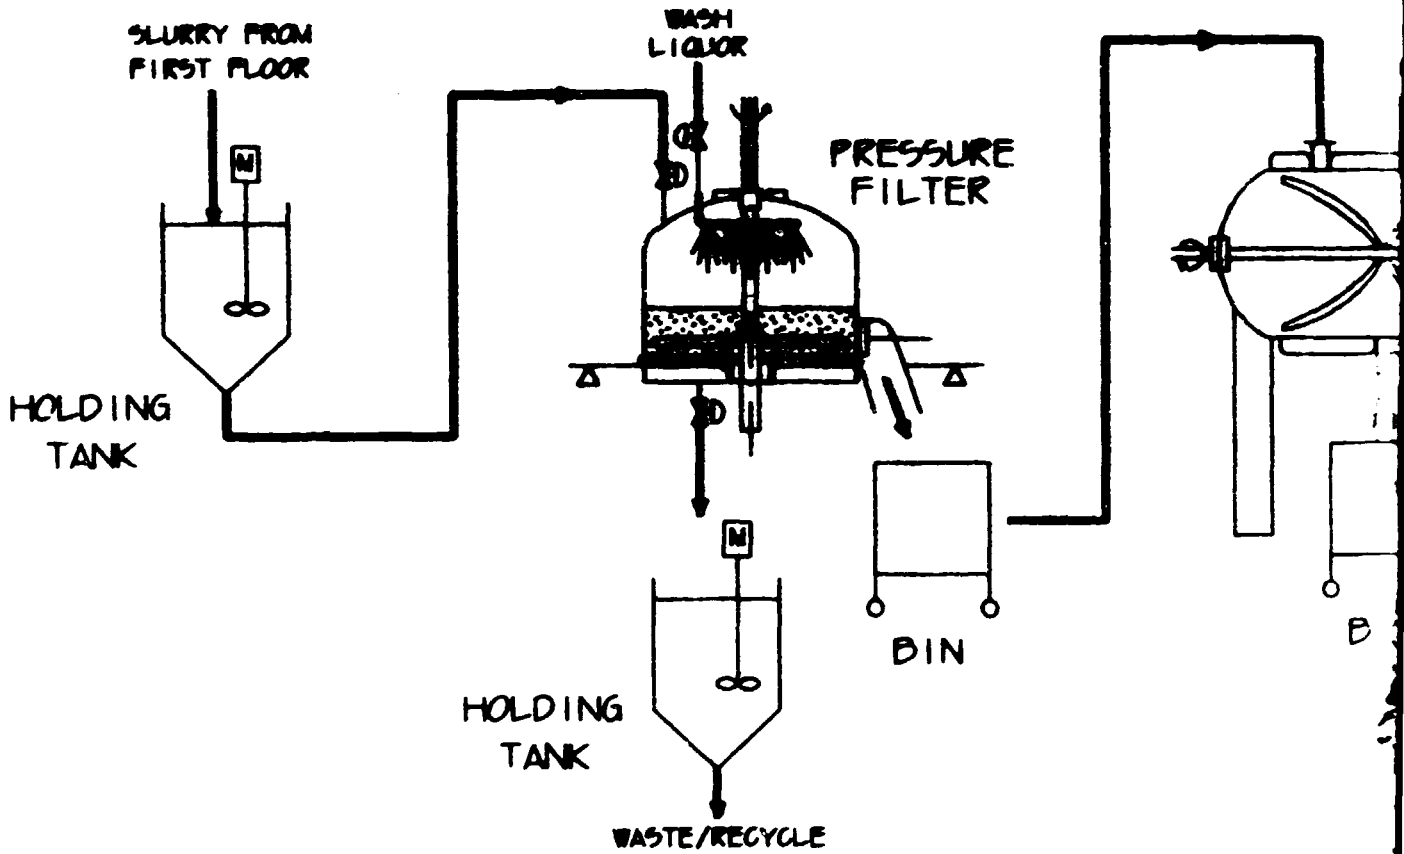 SLURRY FROM
FIRST FLOOR
WASH
LIQUOR
M
PRESSURE
FILTER
HOLDING
TANK
M
BIN
B
HOLDING
TANK
WASTE/RECYCLE